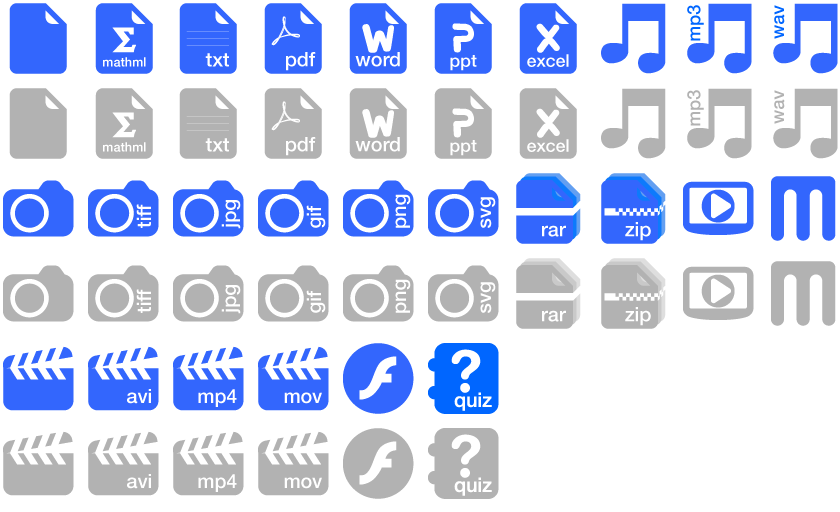 Σ mathml txt pdf W word P ppt X excel mp3 wav
Σ mathml txt pdf W word P ppt X excel mp3 wav
tiff jpg gif png svg rar zip m
tiff jpg gif png svg rar zip m
avi mp4 mov f ? quiz
avi mp4 mov f ? quiz